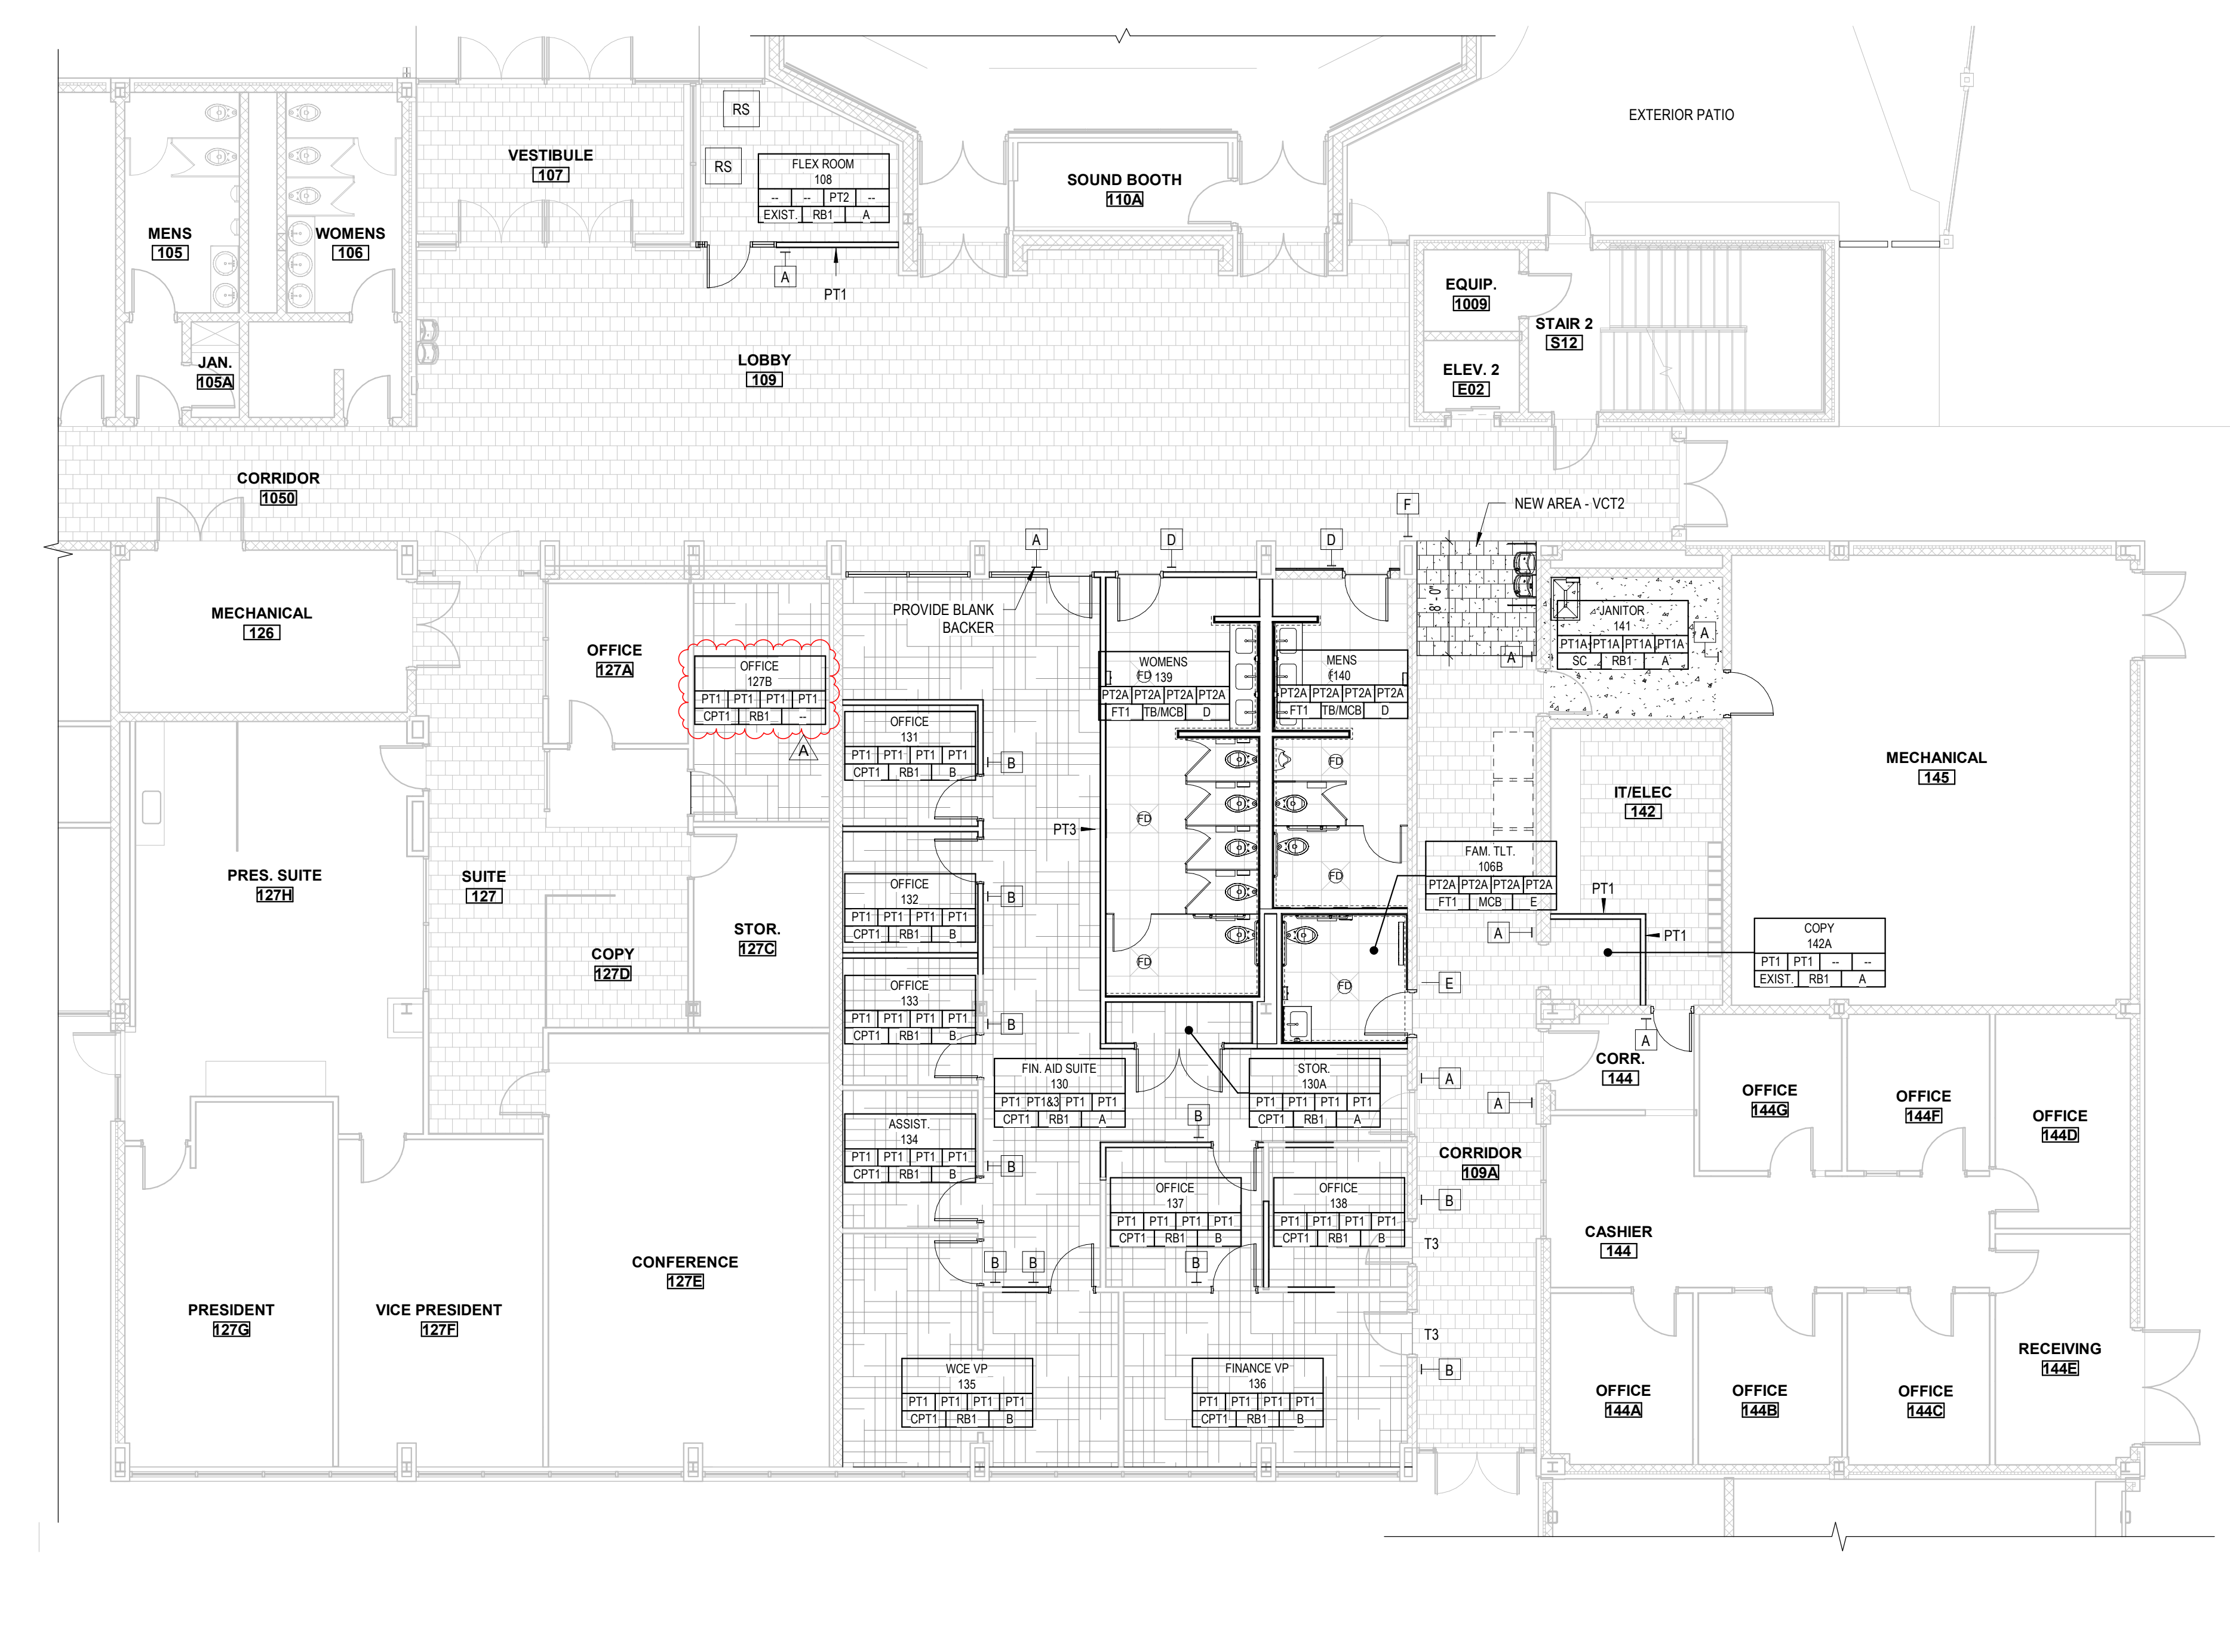 EXTERIOR PATIO
RS
RS
VESTIBULE
107
FLEX ROOM
108
-- -- PT2 --
EXIST. RB1 A
SOUND BOOTH
110A
MENS
105
WOMENS
106
A
PT1
EQUIP.
1009
STAIR 2
S12
JAN.
105A
LOBBY
109
ELEV. 2
E02
CORRIDOR
1050
F
NEW AREA - VCT2
A
D
D
MECHANICAL
126
PROVIDE BLANK
BACKER
8' - 0"
JANITOR
141
PT1A PT1A PT1A PT1A
SC RB1 A
A
A
OFFICE
127A
OFFICE
127B
PT1 PT1 PT1 PT1
CPT1 RB1 --
A
WOMENS
139
PT2A PT2A PT2A PT2A
FT1 TB/MCB D
FD
MENS
140
PT2A PT2A PT2A PT2A
FT1 TB/MCB D
OFFICE
131
PT1 PT1 PT1 PT1
CPT1 RB1 B
B
FD
MECHANICAL
145
IT/ELEC
142
FD
PT3
FAM. TLT.
106B
PT2A PT2A PT2A PT2A
FT1 MCB E
FD
PRES. SUITE
127H
SUITE
127
OFFICE
132
PT1 PT1 PT1 PT1
CPT1 RB1 B
B
PT1
STOR.
127C
COPY
127D
A
PT1
COPY
142A
PT1 PT1 -- --
EXIST. RB1 A
FD
OFFICE
133
PT1 PT1 PT1 PT1
CPT1 RB1 B
B
FD
E
A
CORR.
144
FIN. AID SUITE
130
PT1 PT1&3 PT1 PT1
CPT1 RB1 A
STOR.
130A
PT1 PT1 PT1 PT1
CPT1 RB1 A
A
A
OFFICE
144G
OFFICE
144F
OFFICE
144D
ASSIST.
134
PT1 PT1 PT1 PT1
CPT1 RB1 B
B
B
CORRIDOR
109A
OFFICE
137
PT1 PT1 PT1 PT1
CPT1 RB1 B
OFFICE
138
PT1 PT1 PT1 PT1
CPT1 RB1 B
B
CASHIER
144
T3
CONFERENCE
127E
B
B
B
PRESIDENT
127G
VICE PRESIDENT
127F
T3
RECEIVING
144E
WCE VP
135
PT1 PT1 PT1 PT1
CPT1 RB1 B
FINANCE VP
136
PT1 PT1 PT1 PT1
CPT1 RB1 B
B
OFFICE
144A
OFFICE
144B
OFFICE
144C